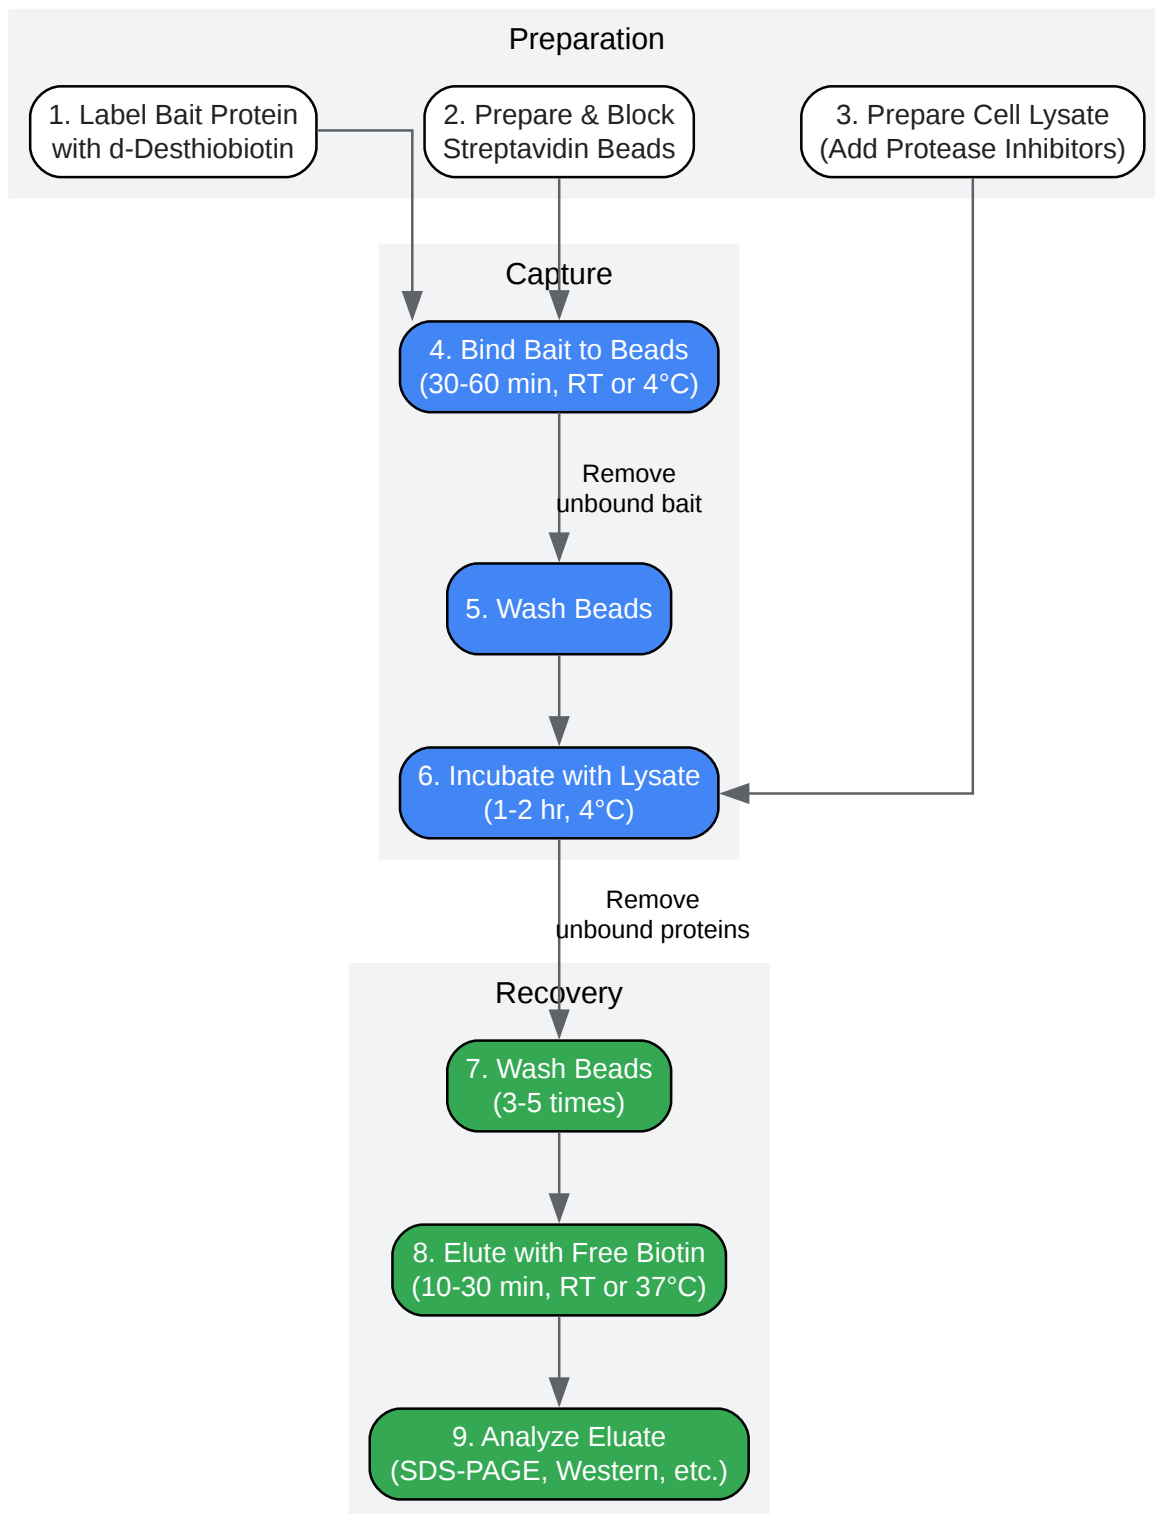 Preparation
1. Label Bait Protein
with d-Desthiobiotin
2. Prepare & Block
Streptavidin Beads
3. Prepare Cell Lysate
(Add Protease Inhibitors)
Capture
4. Bind Bait to Beads
(30-60 min, RT or 4°C)
Remove
unbound bait
5. Wash Beads
6. Incubate with Lysate
(1-2 hr, 4°C)
Remove
unbound proteins
Recovery
7. Wash Beads
(3-5 times)
8. Elute with Free Biotin
(10-30 min, RT or 37°C)
9. Analyze Eluate
(SDS-PAGE, Western, etc.)